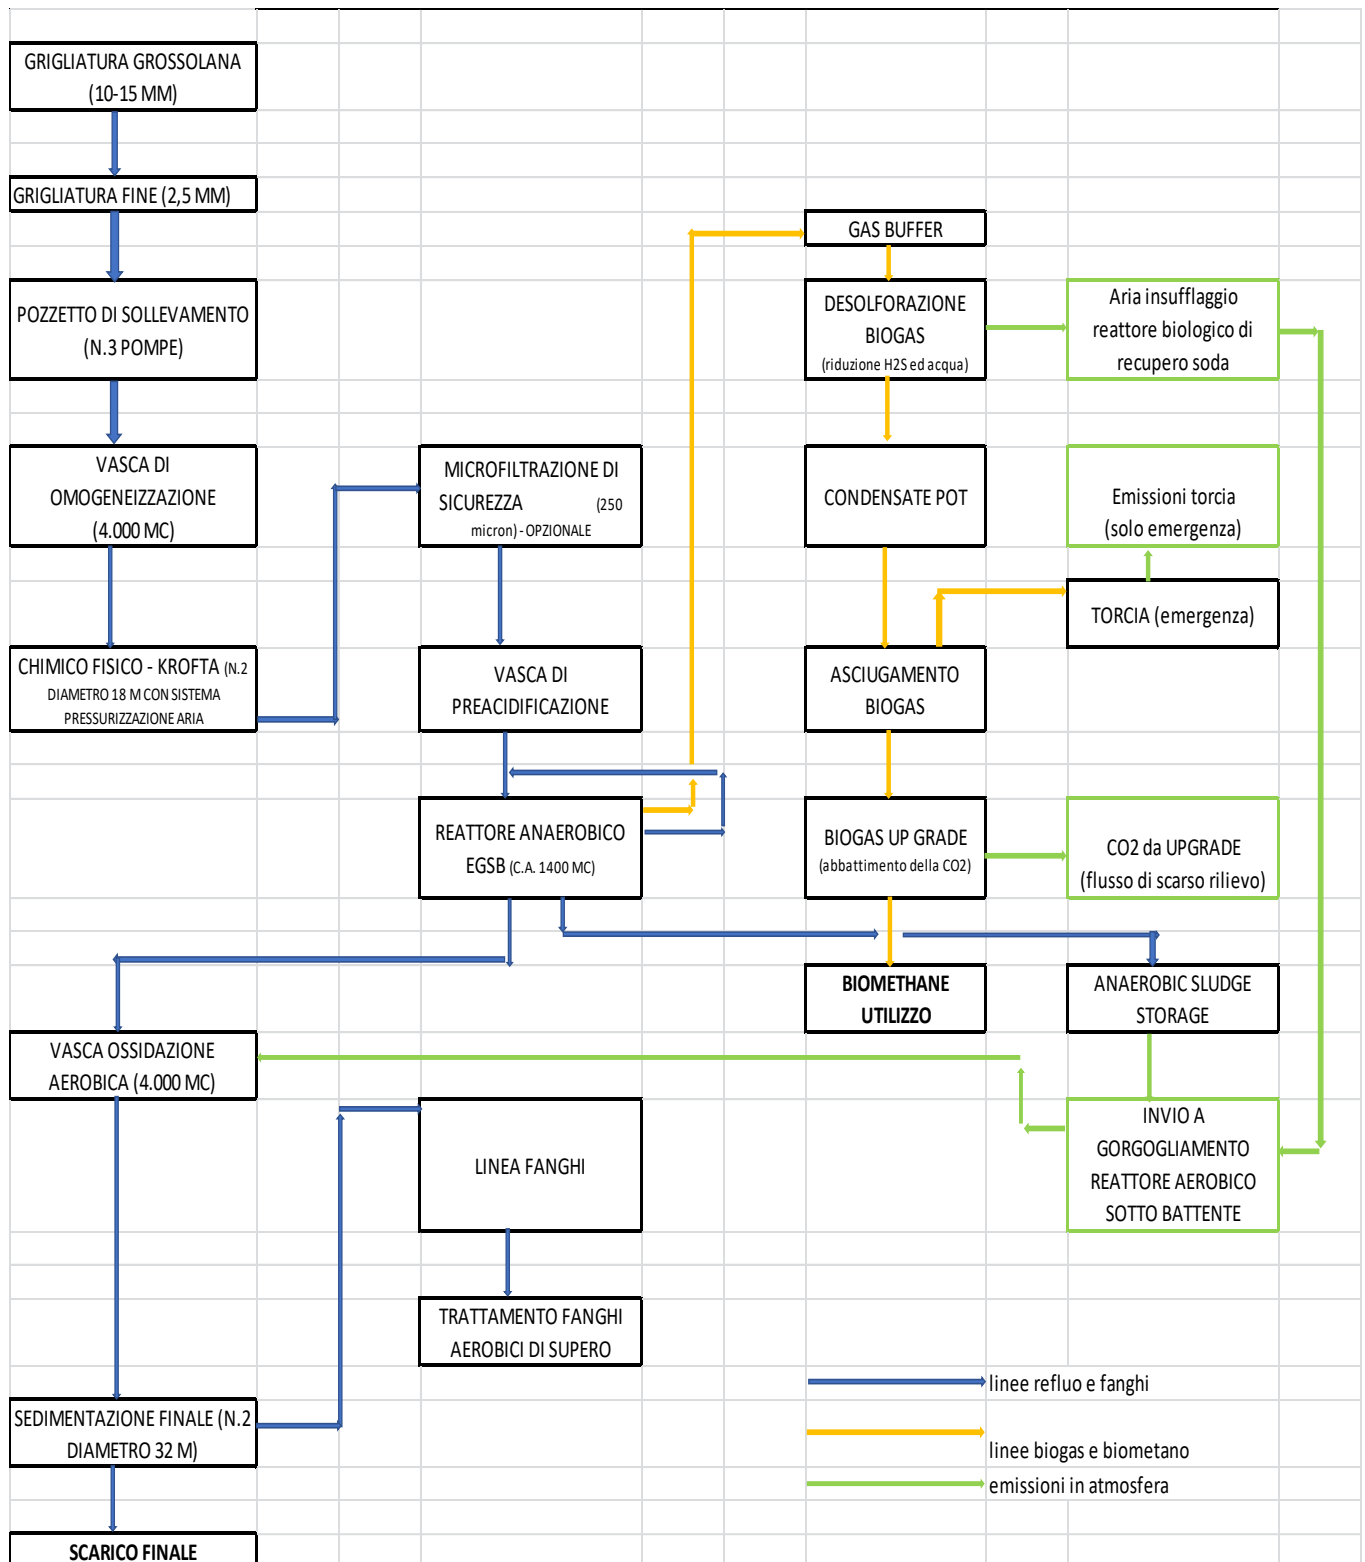 GRIGLIATURA GROSSOLANA
(10-15 MM)
GRIGLIATURA FINE (2,5 MM)
POZZETTO DI SOLLEVAMENTO
(N.3 POMPE)
VASCA DI
OMOGENEIZZAZIONE
(4.000 MC)
CHIMICO FISICO - KROFTA (N.2
DIAMETRO 18 M CON SISTEMA
PRESSURIZZAZIONE ARIA
MICROFILTRAZIONE DI
SICUREZZA (250
micron) - OPZIONALE
VASCA DI
PREACIDIFICAZIONE
REATTORE ANAEROBICO
EGSB (C.A. 1400 MC)
GAS BUFFER
DESOLFORAZIONE
BIOGAS
(riduzione H2S ed acqua)
Aria insufflaggio
reattore biologico di
recupero soda
CONDENSATE POT
Emissioni torcia
(solo emergenza)
TORCIA (emergenza)
ASCIUGAMENTO
BIOGAS
BIOGAS UP GRADE
(abbattimento della CO2)
CO2 da UPGRADE
(flusso di scarso rilievo)
BIOMETHANE
UTILIZZO
ANAEROBIC SLUDGE
STORAGE
VASCA OSSIDAZIONE
AEROBICA (4.000 MC)
LINEA FANGHI
INVIO A
GORGOGLIAMENTO
REATTORE AEROBICO
SOTTO BATTENTE
TRATTAMENTO FANGHI
AEROBICI DI SUPERO
SEDIMENTAZIONE FINALE (N.2
DIAMETRO 32 M)
SCARICO FINALE
linee refluo e fanghi
linee biogas e biometano
emissioni in atmosfera